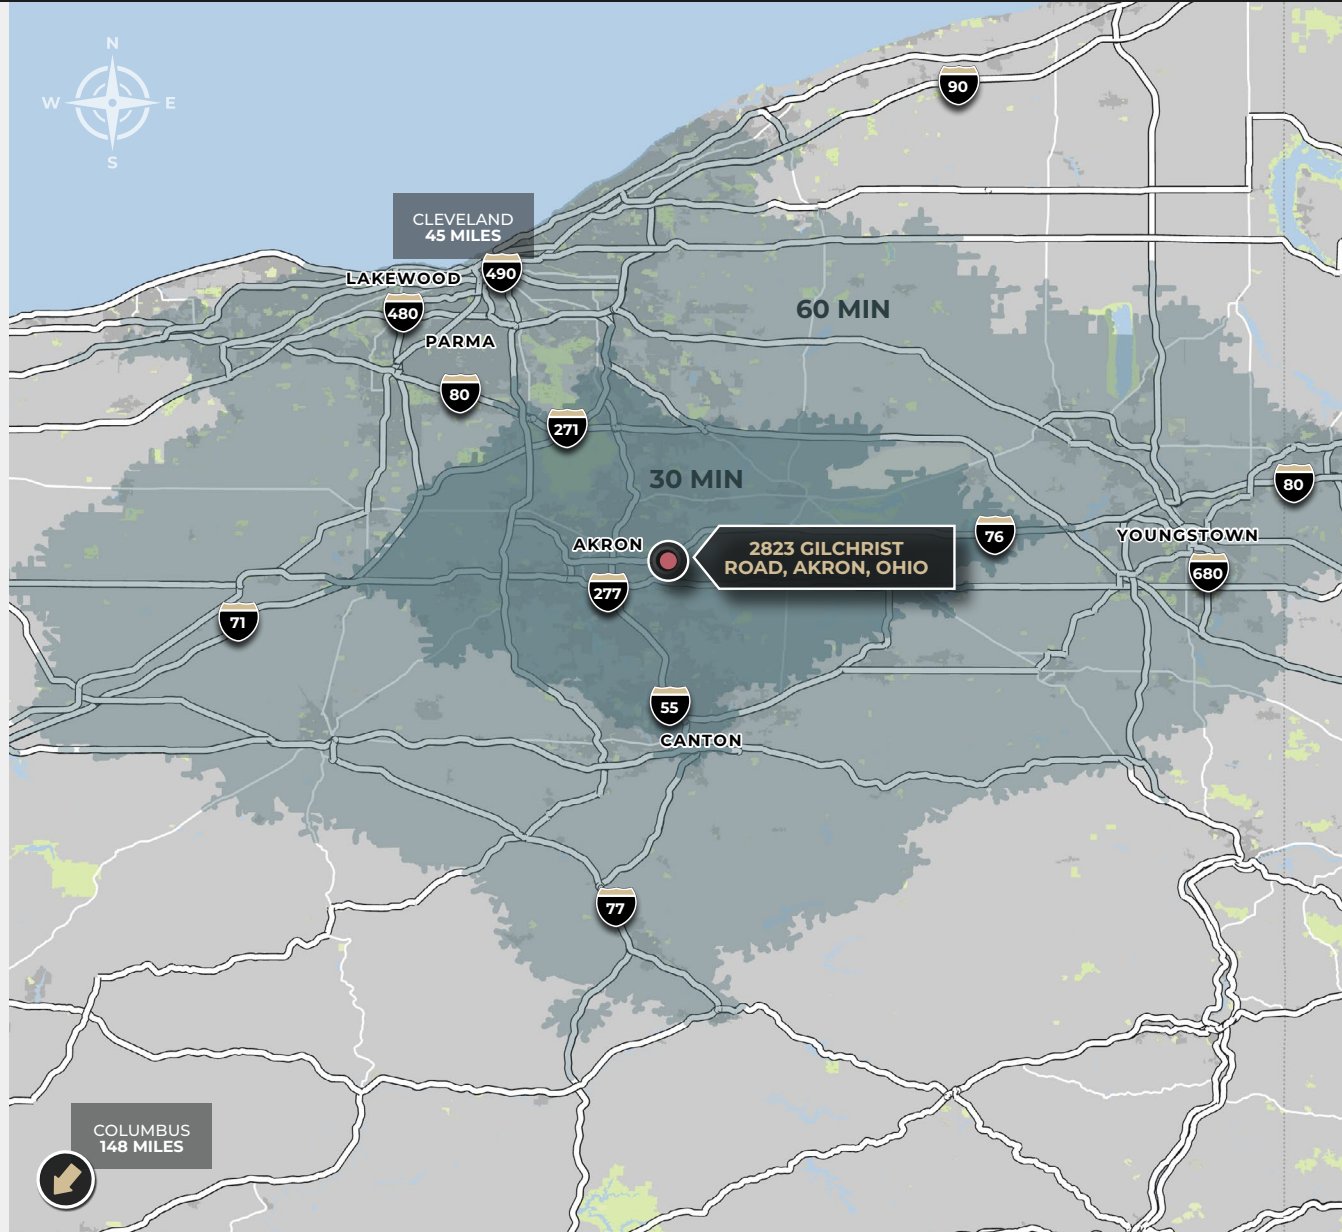 N
W E
S
90
CLEVELAND
45 MILES
490
LAKEWOOD
480
60 MIN
PARMA
80
271
30 MIN
80
76
YOUNGSTOWN
AKRON
2823 GILCHRIST
ROAD, AKRON, OHIO
680
277
71
55
CANTON
77
COLUMBUS
148 MILES